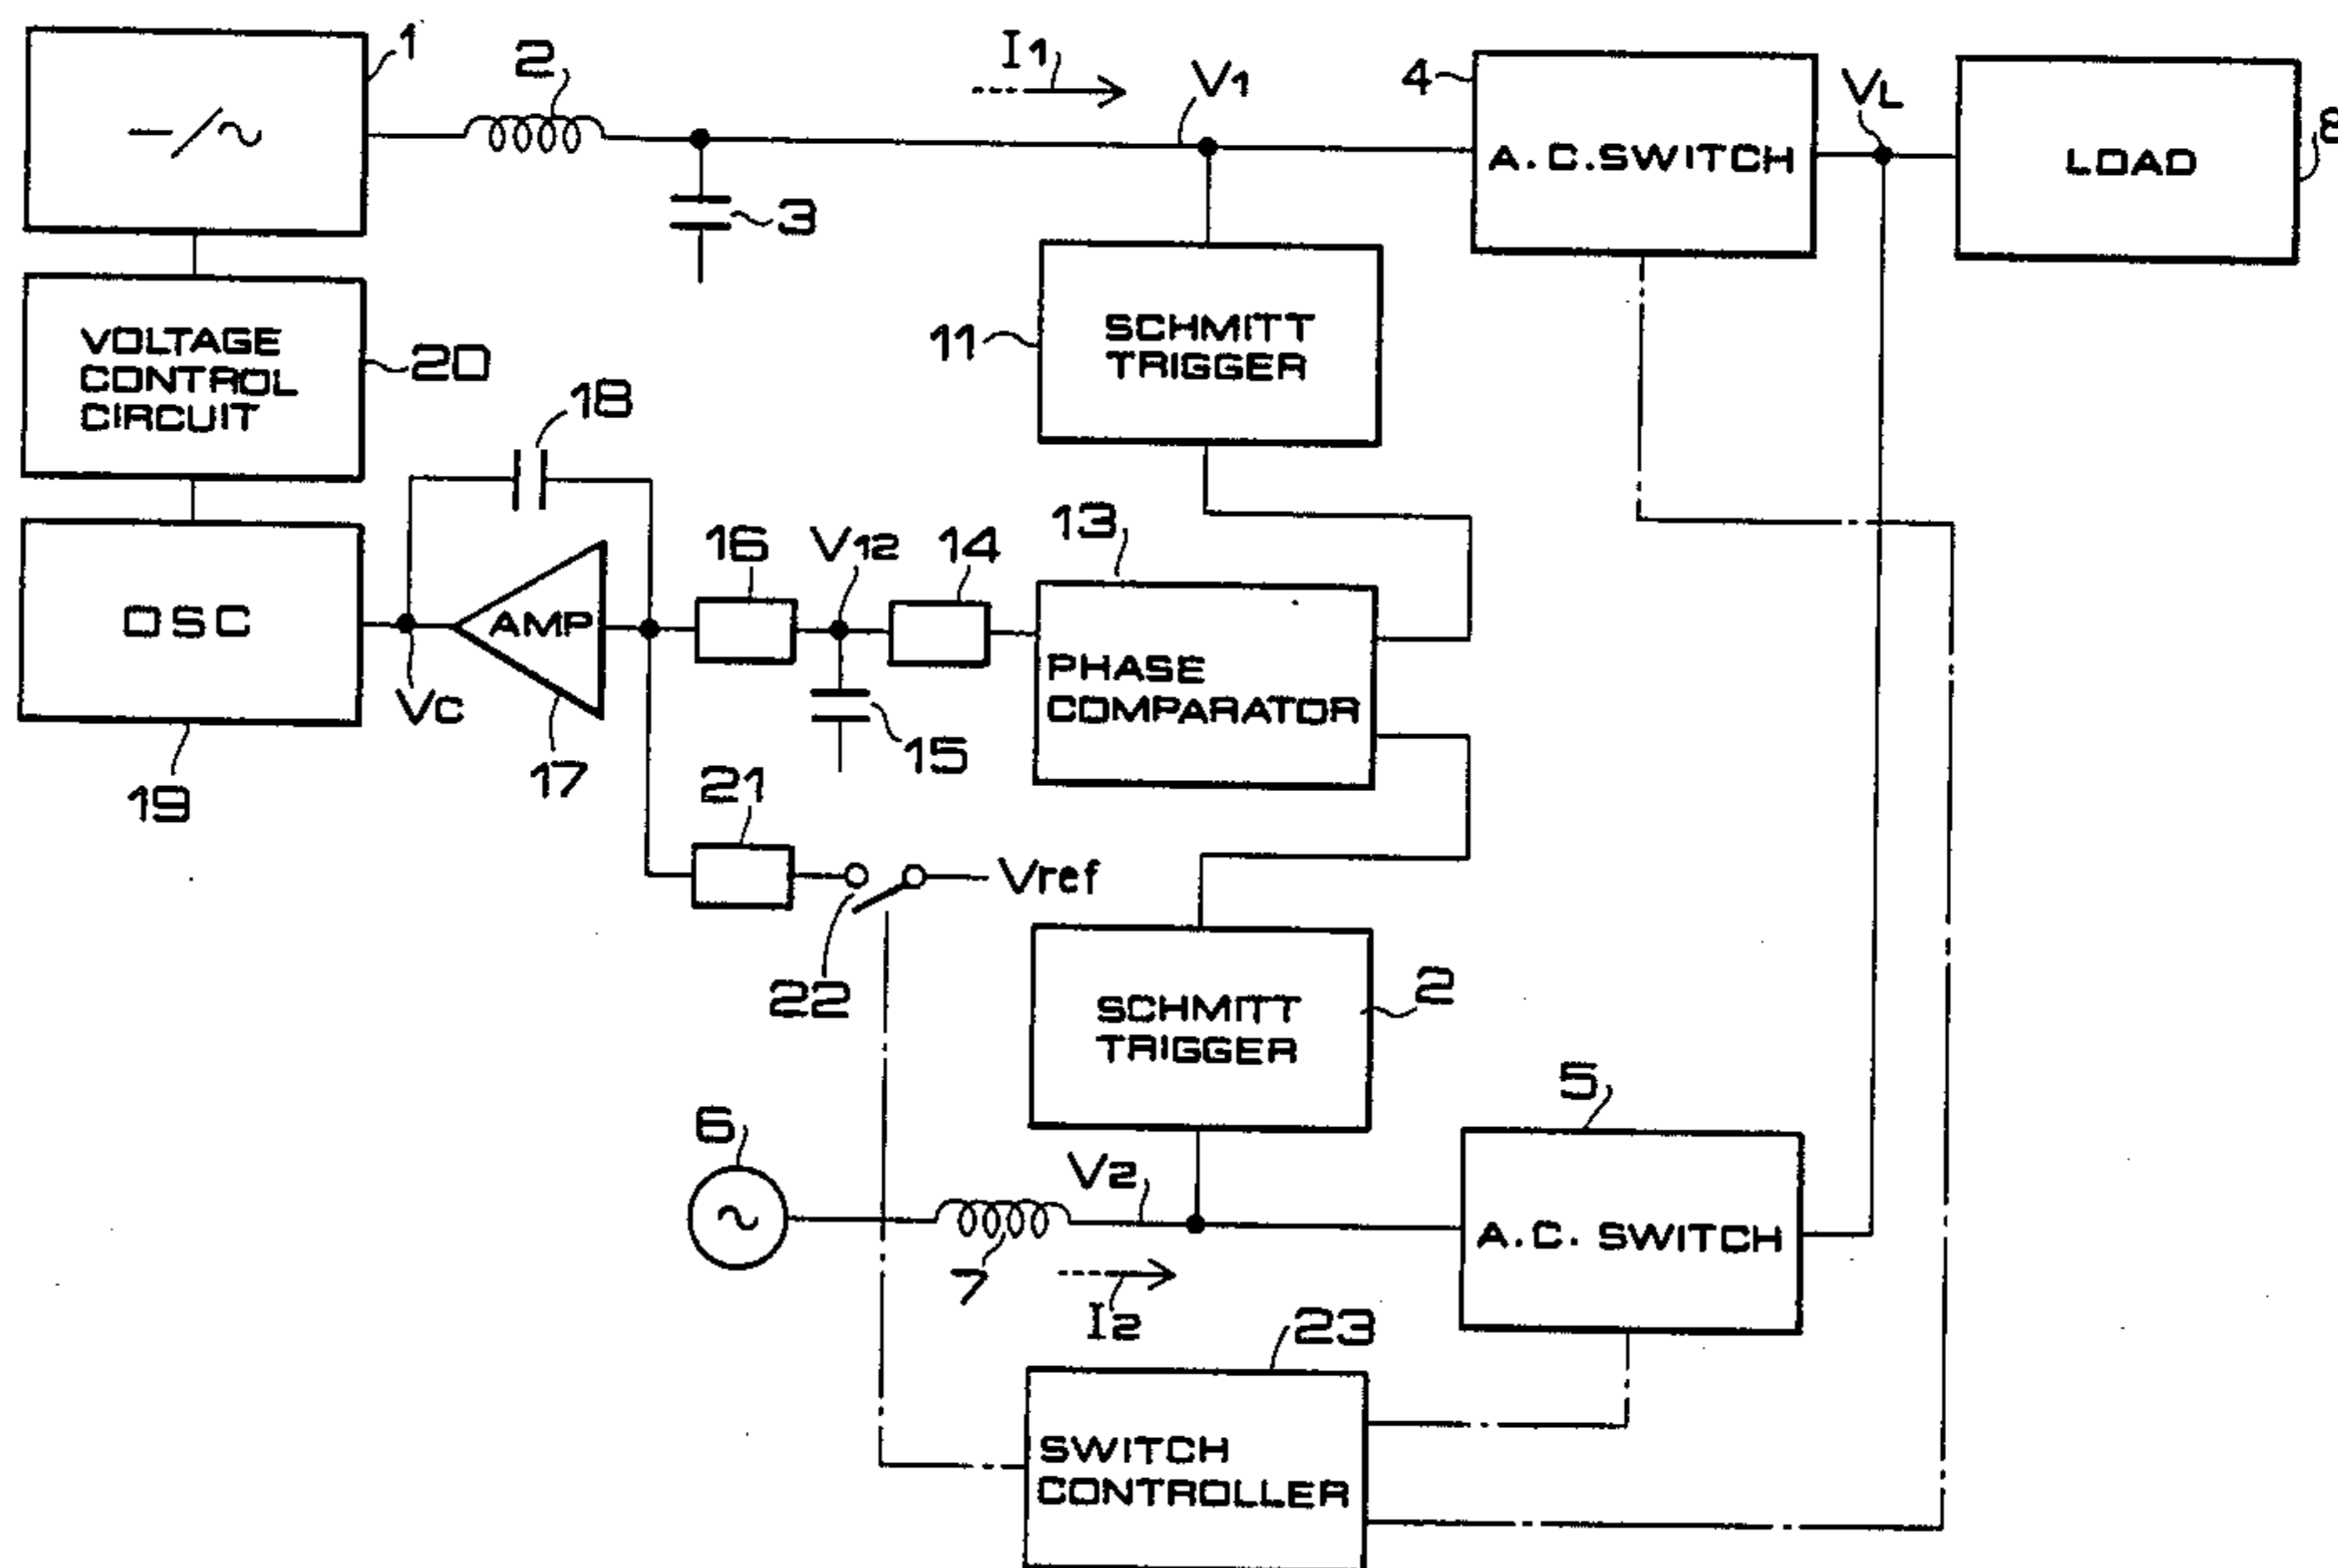 1
2
I1
V1
4
VL
8
—/~
A.C.SWITCH
LOAD
3
11
SCHMITT
TRIGGER
VOLTAGE
CONTROL
CIRCUIT
20
18
13
16
V12
14
OSC
AMP
PHASE
COMPARATOR
VC
15
17
19
21
Vref
22
SCHMITT
TRIGGER
2
5
6
V2
A.C. SWITCH
7
I2
23
SWITCH
CONTROLLER